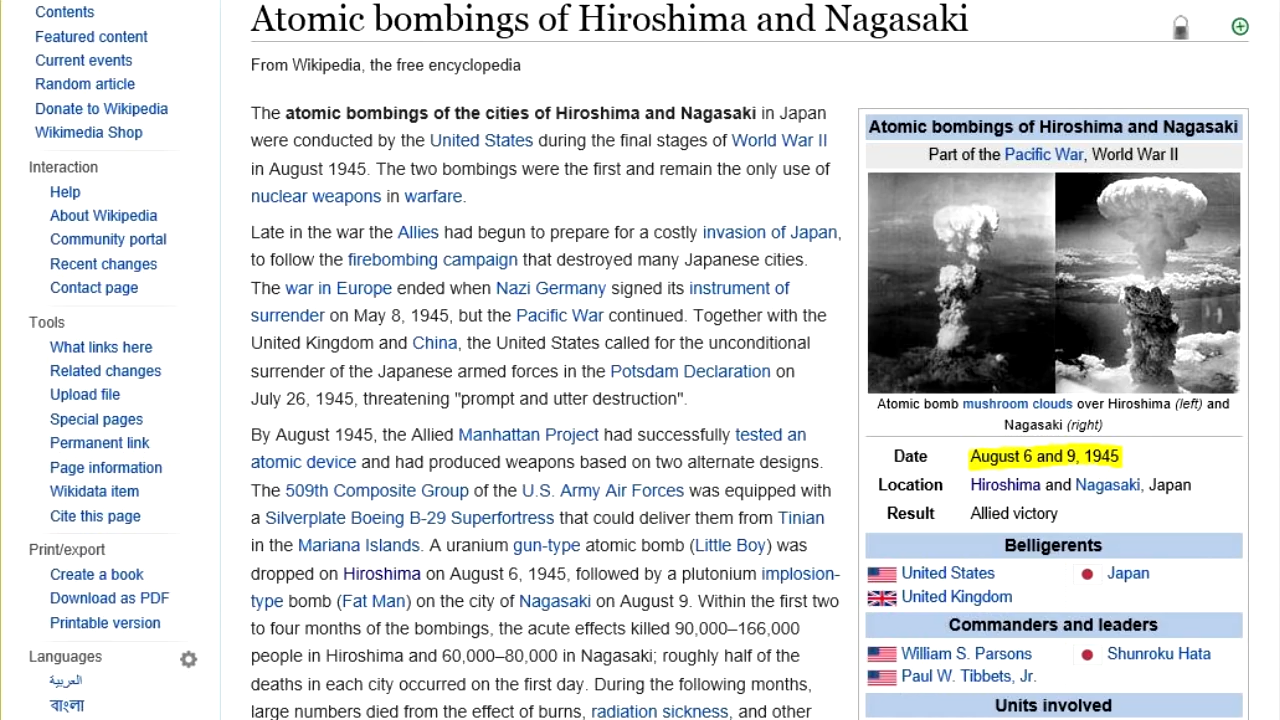 Contents
Featured content
Current events
Random article
Donate to Wikipedia
Wikimedia Shop
Interaction
Help
About Wikipedia
Community portal
Recent changes
Contact page
Tools
What links here
Related changes
Upload file
Special pages
Permanent link
Page information
Wikidata item
Cite this page
Print/export
Create a book
Download as PDF
Printable version
Languages
العربية
বাংলা
Atomic bombings of Hiroshima and Nagasaki
From Wikipedia, the free encyclopedia
The atomic bombings of the cities of Hiroshima and Nagasaki in Japan
were conducted by the United States during the final stages of World War II
in August 1945. The two bombings were the first and remain the only use of
nuclear weapons in warfare.
Late in the war the Allies had begun to prepare for a costly invasion of Japan,
to follow the firebombing campaign that destroyed many Japanese cities.
The war in Europe ended when Nazi Germany signed its instrument of
surrender on May 8, 1945, but the Pacific War continued. Together with the
United Kingdom and China, the United States called for the unconditional
surrender of the Japanese armed forces in the Potsdam Declaration on
July 26, 1945, threatening "prompt and utter destruction".
By August 1945, the Allied Manhattan Project had successfully tested an
atomic device and had produced weapons based on two alternate designs.
The 509th Composite Group of the U.S. Army Air Forces was equipped with
a Silverplate Boeing B-29 Superfortress that could deliver them from Tinian
in the Mariana Islands. A uranium gun-type atomic bomb (Little Boy) was
dropped on Hiroshima on August 6, 1945, followed by a plutonium implosion-
type bomb (Fat Man) on the city of Nagasaki on August 9. Within the first two
to four months of the bombings, the acute effects killed 90,000–166,000
people in Hiroshima and 60,000–80,000 in Nagasaki; roughly half of the
deaths in each city occurred on the first day. During the following months,
large numbers died from the effect of burns, radiation sickness, and other
Atomic bombings of Hiroshima and Nagasaki
Part of the Pacific War, World War II
Atomic bomb mushroom clouds over Hiroshima (left) and
Nagasaki (right)
Date August 6 and 9, 1945
Location Hiroshima and Nagasaki, Japan
Result Allied victory
Belligerents
United States Japan
United Kingdom
Commanders and leaders
William S. Parsons Shunroku Hata
Paul W. Tibbets, Jr.
Units involved